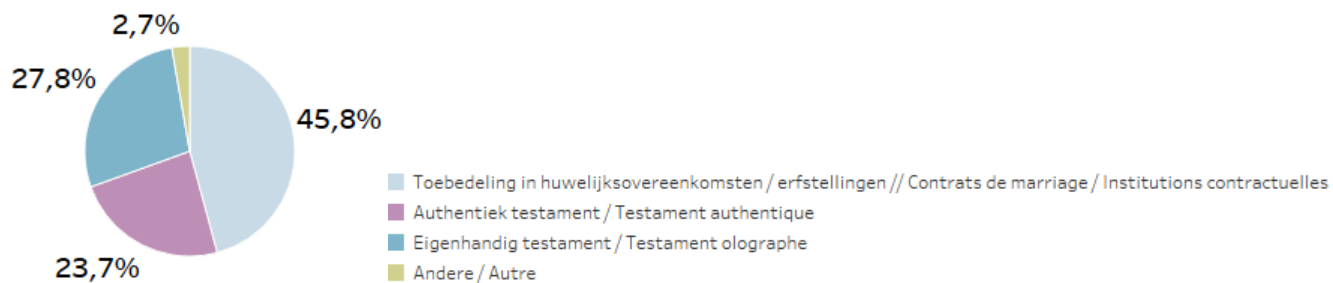 2,7%
27,8%
45,8%
23,7%
Toebedeling in huwelijksovereenkomsten / erfstellingen // Contrats de marriage / Institutions contractuelles
Authentiek testament / Testament authentique
Eigenhandig testament / Testament olographe
Andere / Autre